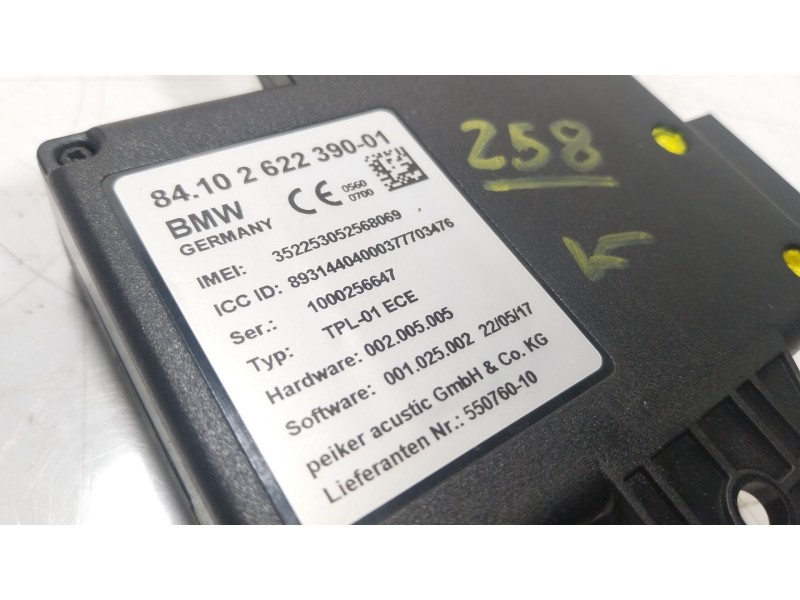 84.10 2 622 390-01
BMW
GERMANY
CE 0560
0700
IMEI: 352253052568069
ICC ID: 89314404000377703476
Ser.: 1000256647
Typ: TPL-01 ECE
Hardware: 002.005.005
Software: 001.025.002 22/05/17
peiker acustic GmbH & Co. KG
Lieferanten Nr.: 550760-10
258